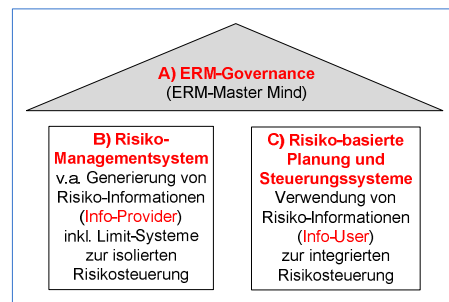 A) ERM-Governance
(ERM-Master Mind)
B) Risiko-
Managementsystem
v.a. Generierung von
Risiko-Informationen
(Info-Provider)
inkl. Limit-Systeme
zur isolierten
Risikosteuerung
C) Risiko-basierte
Planung und
Steuerungssysteme
Verwendung von
Risiko-Informationen
(Info-User)
zur integrierten
Risikosteuerung